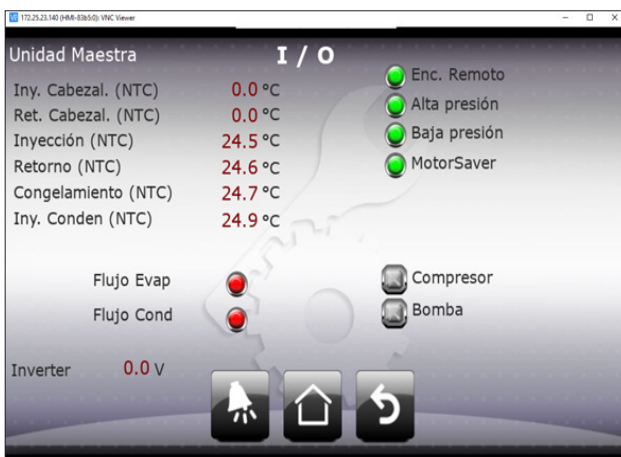 172.25.23.140 (HMI-83b5:0): VNC Viewer
Unidad Maestra
I / O
Iny. Cabezal. (NTC) 0.0 °C
Ret. Cabezal. (NTC) 0.0 °C
Inyección (NTC) 24.5 °C
Retorno (NTC) 24.6 °C
Congelamiento (NTC) 24.7 °C
Iny. Conden (NTC) 24.9 °C
Enc. Remoto
Alta presión
Baja presión
MotorSaver
Flujo Evap
Flujo Cond
Compresor
Bomba
Inverter 0.0 V